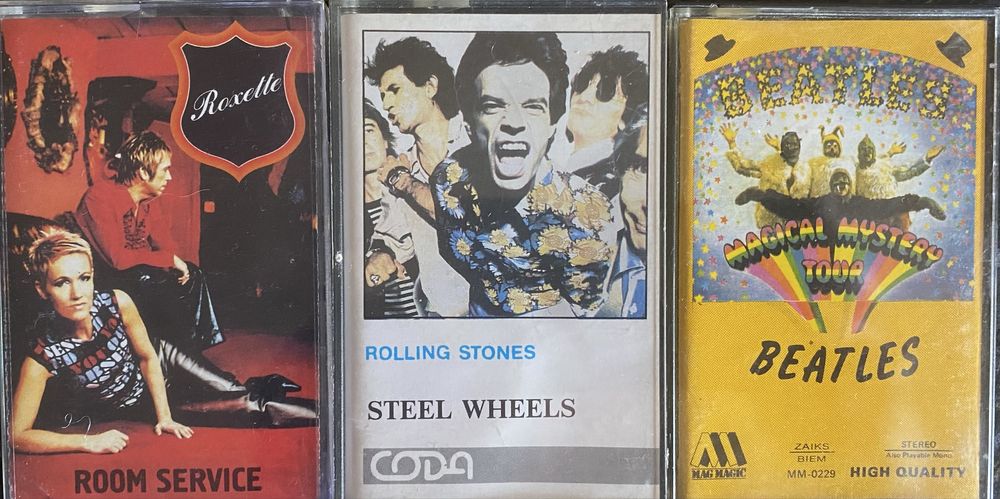 Roxette
ROOM SERVICE
ROLLING STONES
STEEL WHEELS
CODA
BEATLES
MAGICAL MYSTERY
TOUR
BEATLES
MAG MAGIC
ZAIKS
BIEM
MM-0229
STEREO
Also Playable Mono
HIGH QUALITY